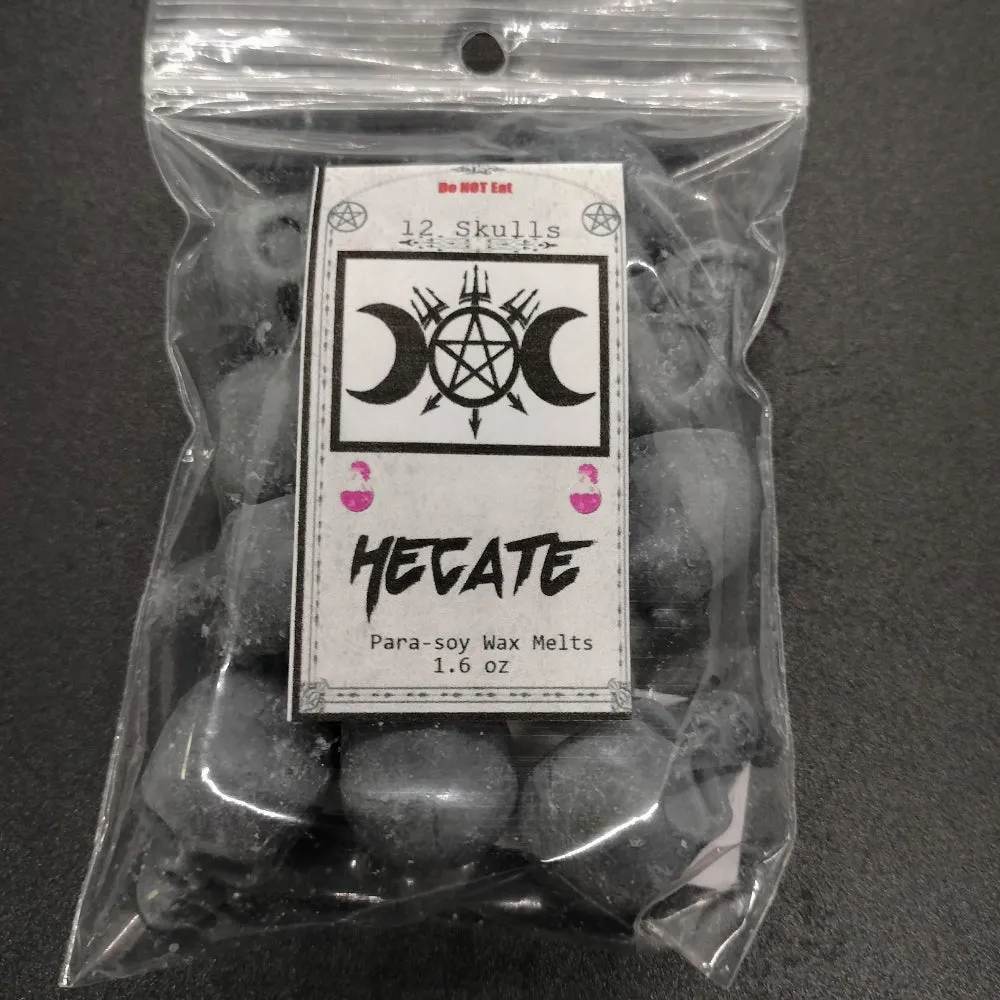 Do NOT Eat
12 Skulls
HECATE
Para-soy Wax Melts
1.6 oz